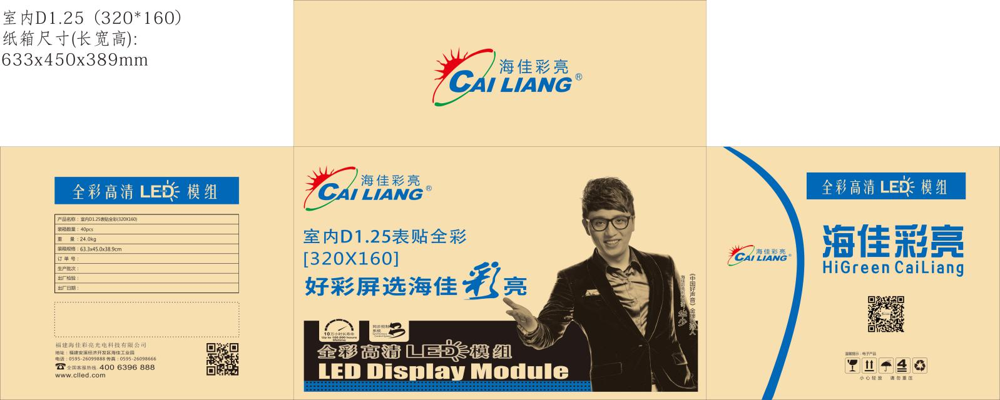 室内D1.25（320*160）
纸箱尺寸(长宽高):
633x450x389mm
海佳彩亮
CAI LIANG®
全彩高清 LED 模组
产品名称：室内D1.25表贴全彩(320X160)
装箱数量：40pcs
重 量：24.0kg
装箱规格：63.3x45.0x38.9cm
订 单 号：
生产批次：
出厂检验：
出厂日期：
福建海佳彩亮光电科技有限公司
地址：福建安溪经济开发区海佳工业园
电话：0595-26099888 传真：0595-26098666
全国客服热线 400 6396 888
www.clled.com
海佳彩亮
CAI LIANG®
室内D1.25表贴全彩
[320X160]
好彩屏选海佳彩亮
《中国好声音》金牌主持人
华少
10万小时长寿命
Up to 100.000 hours
lifetime
同步控制
系统
Synchronous
Control System
全彩高清 LED 模组
LED Display Module
海佳彩亮
CAI LIANG®
全彩高清 LED 模组
海佳彩亮
HiGreen CaiLiang
温馨提示：电子产品
4
小心轻放 请勿重压